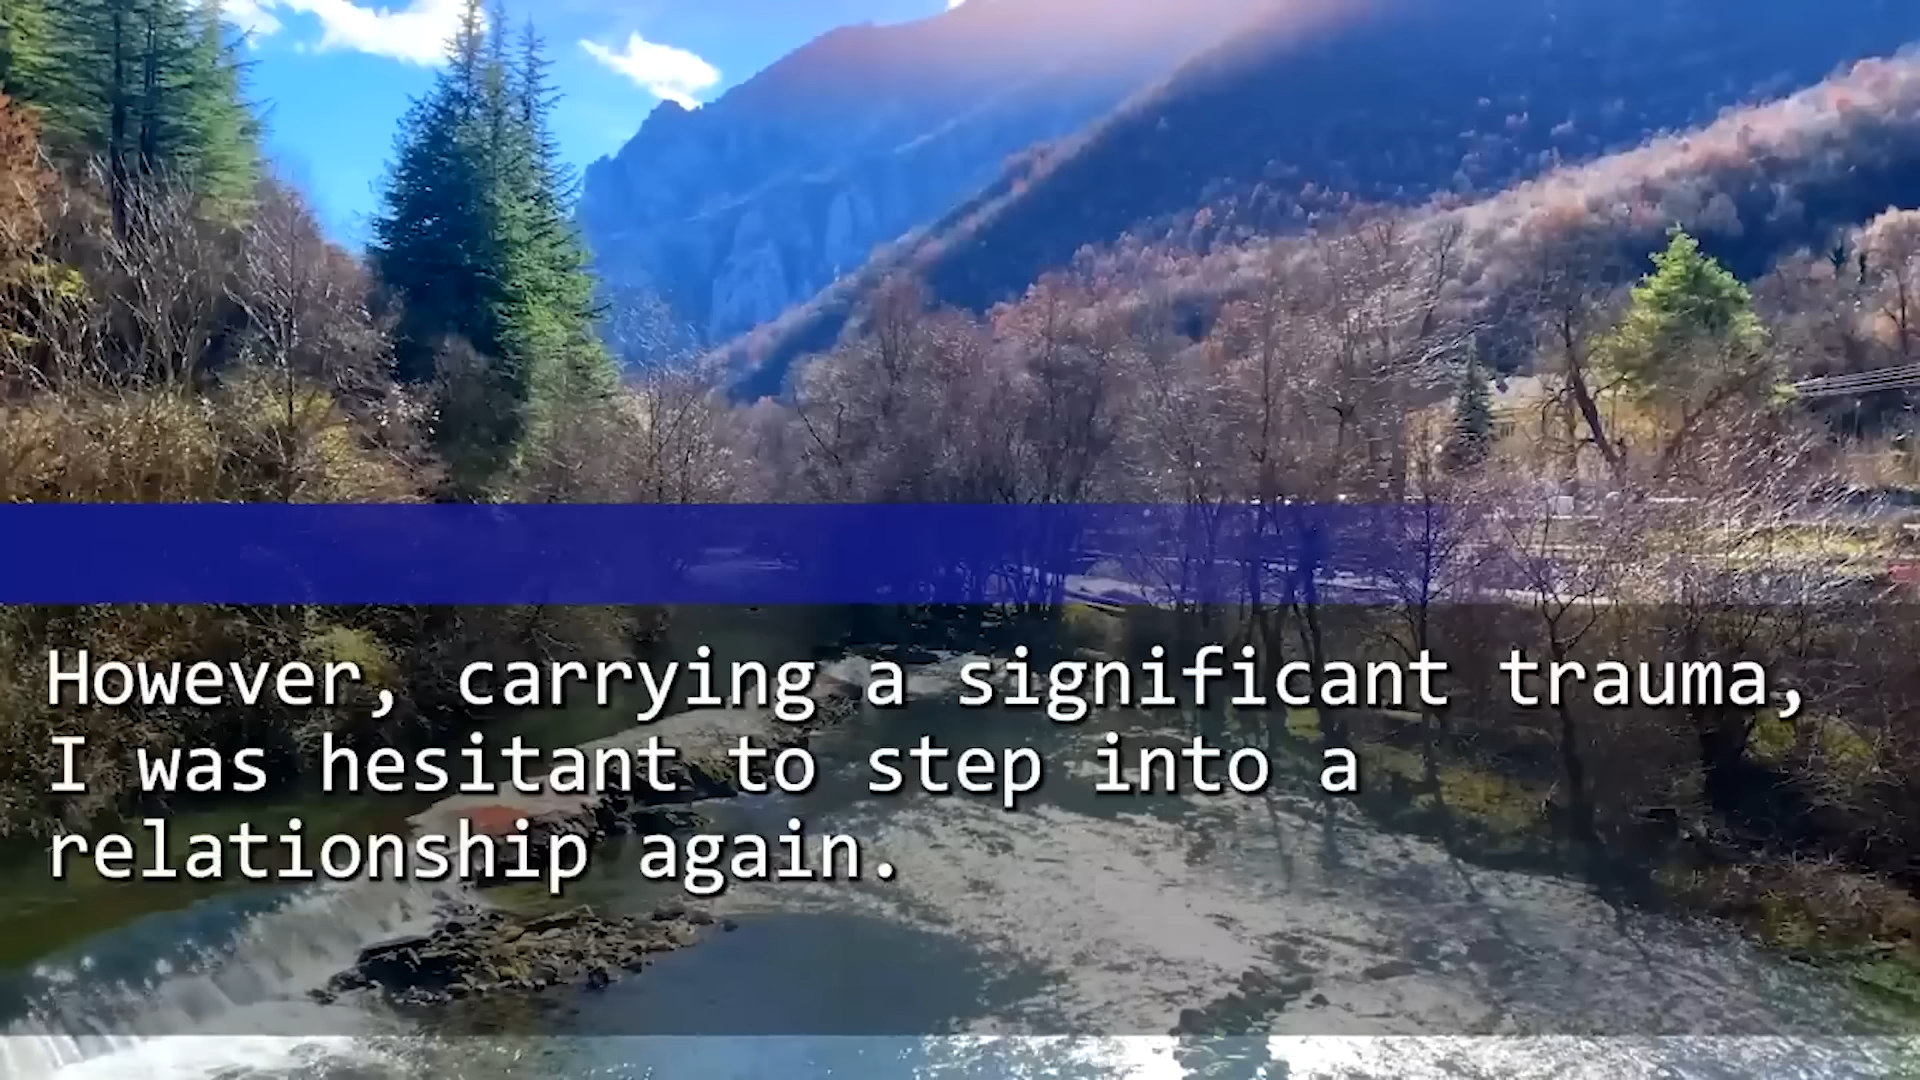 However, carrying a significant trauma,
I was hesitant to step into a
relationship again.